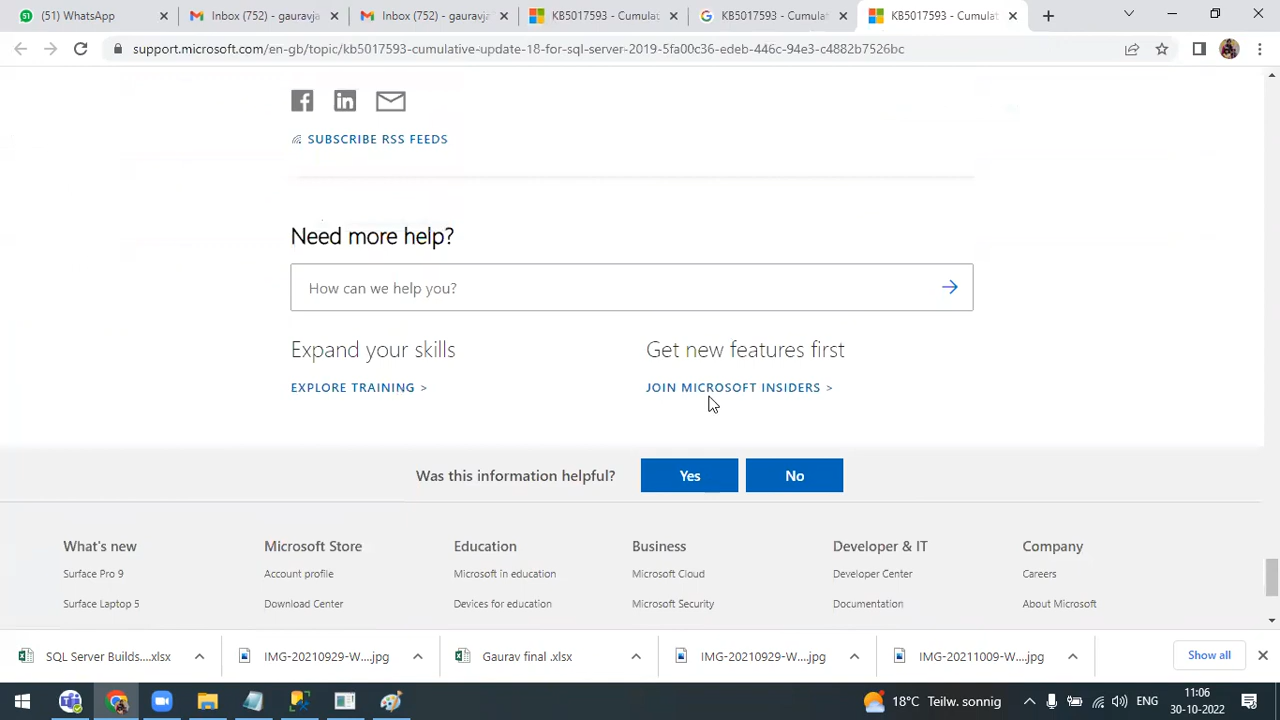 (51) WhatsApp
Inbox (752) - gauravja
Inbox (752) - gauravja
KB5017593 - Cumulat
KB5017593 - Cumula
KB5017593 - Cumulat
support.microsoft.com/en-gb/topic/kb5017593-cumulative-update-18-for-sql-server-2019-5fa00c36-edeb-446c-94e3-c4882b7526bc
SUBSCRIBE RSS FEEDS
Need more help?
How can we help you?
Expand your skills
Get new features first
EXPLORE TRAINING >
JOIN MICROSOFT INSIDERS >
Was this information helpful?
Yes
No
What's new
Microsoft Store
Education
Business
Developer & IT
Company
Surface Pro 9
Account profile
Microsoft in education
Microsoft Cloud
Developer Center
Careers
Surface Laptop 5
Download Center
Devices for education
Microsoft Security
Documentation
About Microsoft
SQL Server Builds....xlsx
IMG-20210929-W....jpg
Gaurav final .xlsx
IMG-20210929-W....jpg
IMG-20211009-W....jpg
Show all
18°C Teilw. sonnig
ENG
11:06
30-10-2022